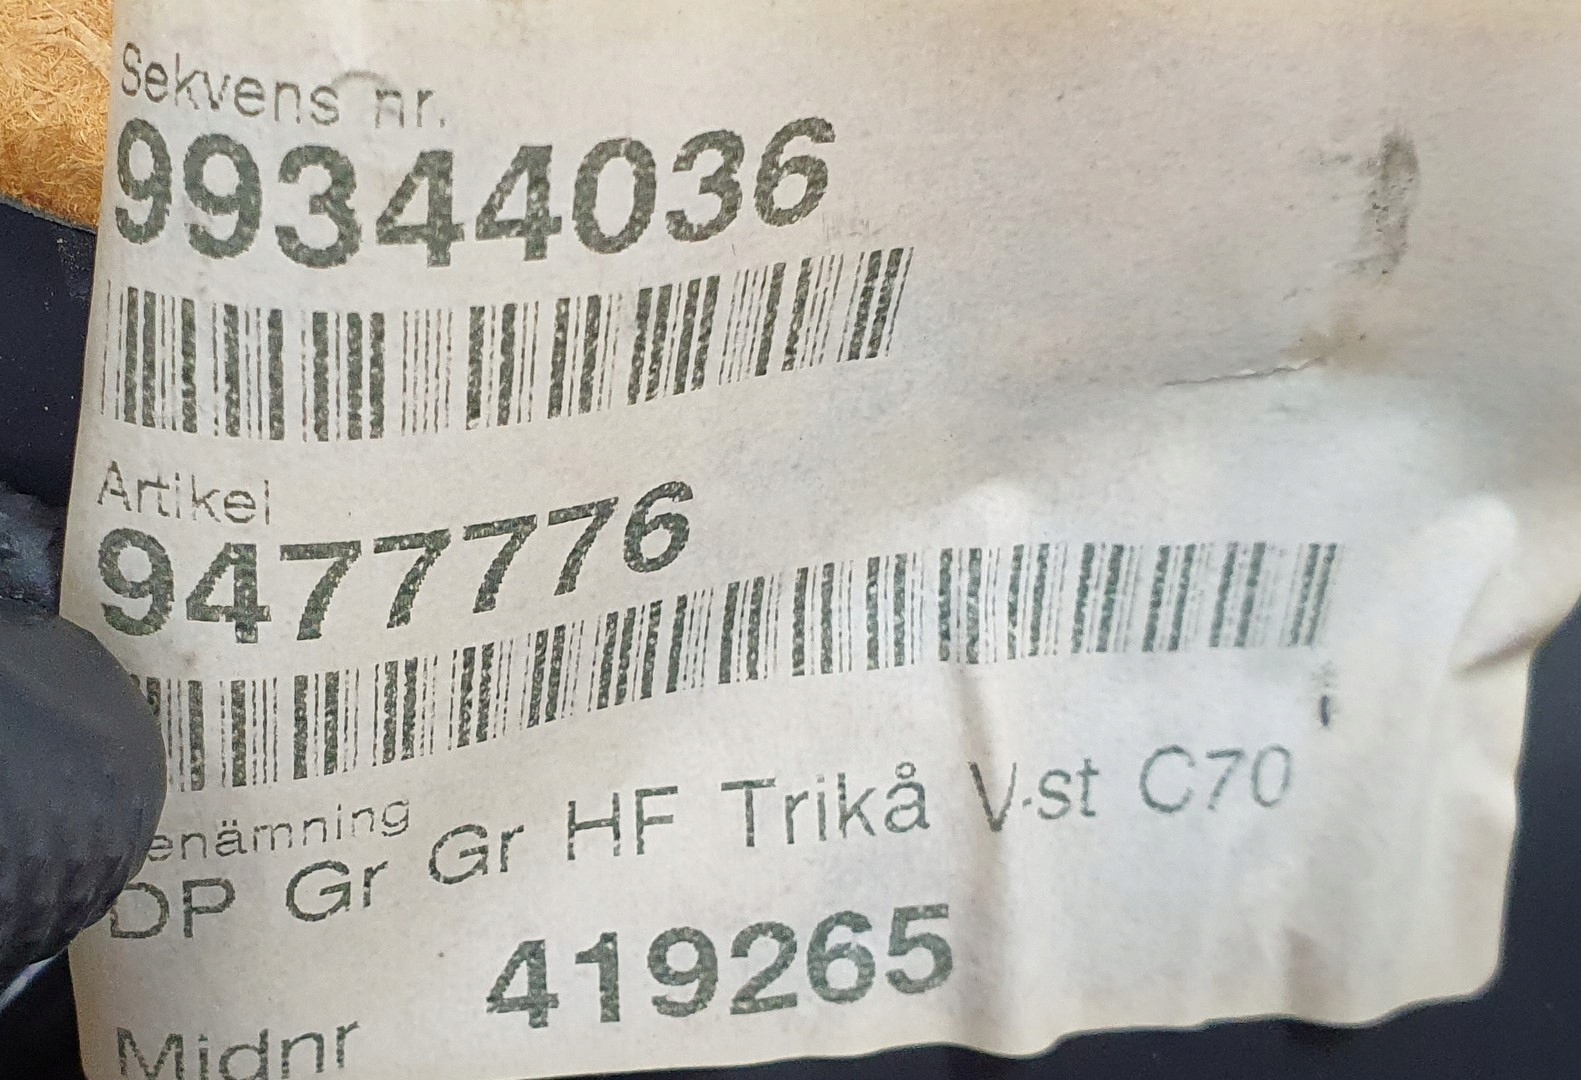 Sekvens nr.
99344036
Artikel
9477776
enämning
DP Gr Gr HF Trikå V-st C70
419265
Midnr